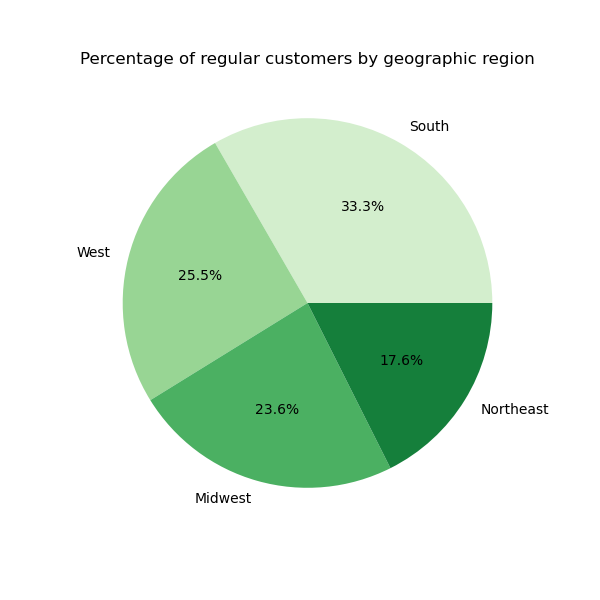 Percentage of regular customers by geographic region
South
33.3%
West
25.5%
17.6%
23.6%
Northeast
Midwest